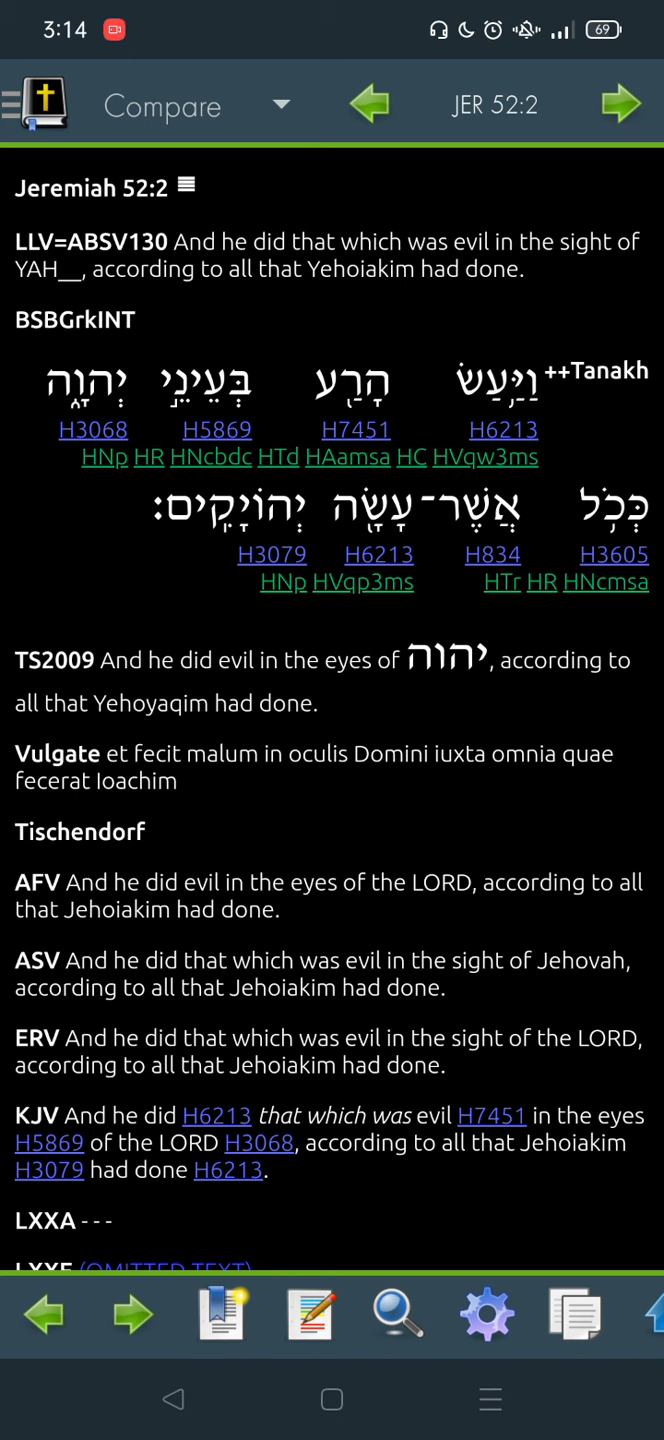 3:14
69
Compare
JER 52:2
Jeremiah 52:2
LLV=ABSV130 And he did that which was evil in the sight of
YAH__, according to all that Yehoiakim had done.
BSBGrkINT
++Tanakh וַיַּ֥עַשׂ הָרַ֖ע בְּעֵינֵ֣י יְהוָ֑ה
H3068 H5869 H7451 H6213
HNp HR HNcbdc HTd HAamsa HC HVqw3ms
כְּכֹ֥ל אֲשֶׁר־ עָשָׂ֖ה יְהוֹיָקִֽים׃
H3079 H6213 H834 H3605
HNp HVqp3ms HTr HR HNcmsa
TS2009 And he did evil in the eyes of יהוה, according to
all that Yehoyaqim had done.
Vulgate et fecit malum in oculis Domini iuxta omnia quae
fecerat Ioachim
Tischendorf
AFV And he did evil in the eyes of the LORD, according to all
that Jehoiakim had done.
ASV And he did that which was evil in the sight of Jehovah,
according to all that Jehoiakim had done.
ERV And he did that which was evil in the sight of the LORD,
according to all that Jehoiakim had done.
KJV And he did H6213 that which was evil H7451 in the eyes
H5869 of the LORD H3068, according to all that Jehoiakim
H3079 had done H6213.
LXXA - - -
(OMITTED TEXT)